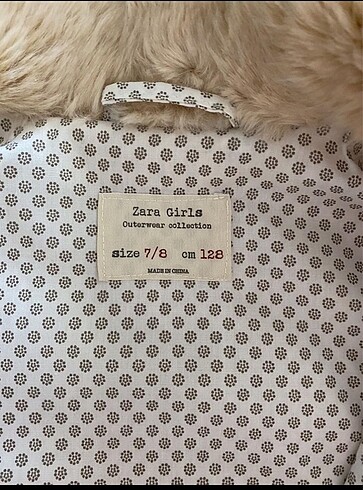 Zara Girls
Outerwear collection
size 7/8 cm 128
MADE IN CHINA